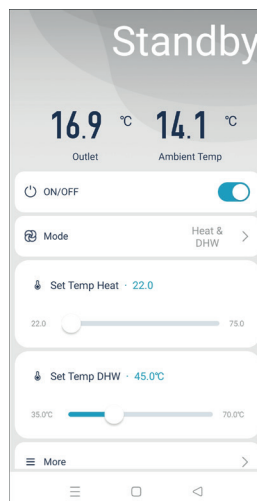 Standby
16.9 °C 14.1 °C
Outlet Ambient Temp
ON/OFF
Mode Heat & DHW
Set Temp Heat · 22.0
22.0 75.0
Set Temp DHW · 45.0°C
35.0°C 70.0°C
More